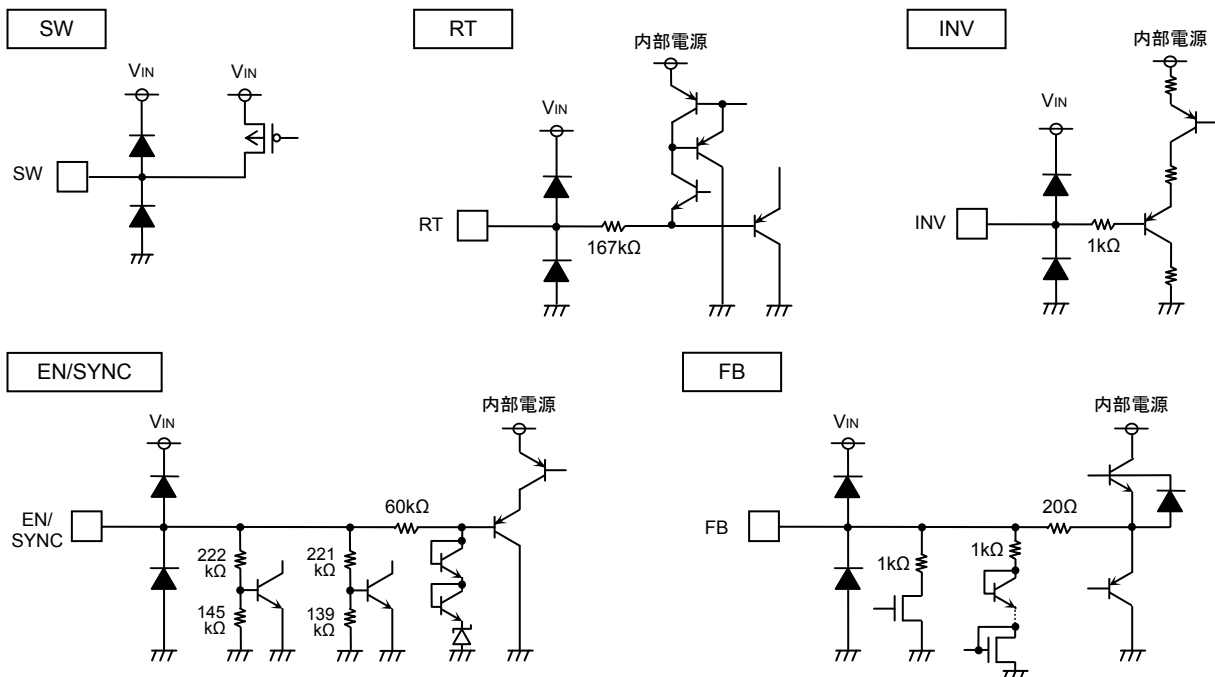 SW
VIN
VIN
SW
RT
内部電源
VIN
RT
167kΩ
INV
内部電源
VIN
INV
1kΩ
EN/SYNC
内部電源
VIN
60kΩ
EN/
SYNC
222
kΩ
145
kΩ
221
kΩ
139
kΩ
FB
内部電源
VIN
20Ω
FB
1kΩ
1kΩ